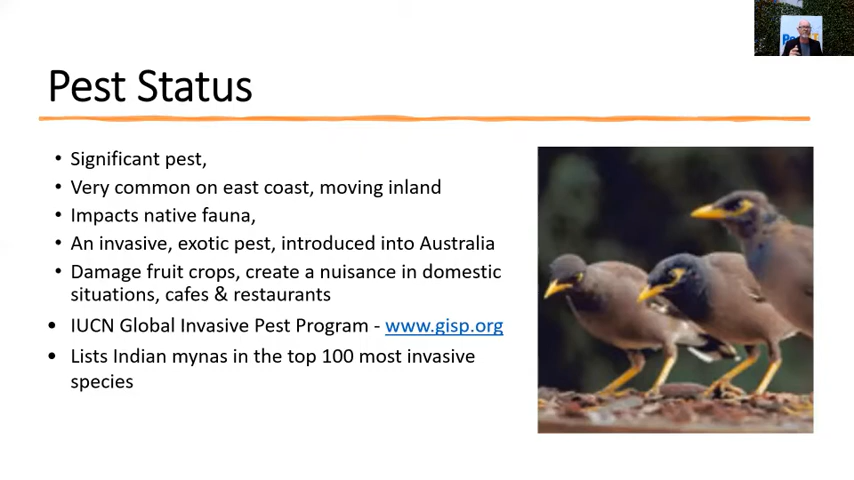 Pest Status
• Significant pest,
• Very common on east coast, moving inland
• Impacts native fauna,
• An invasive, exotic pest, introduced into Australia
• Damage fruit crops, create a nuisance in domestic
situations, cafes & restaurants
• IUCN Global Invasive Pest Program - www.gisp.org
• Lists Indian mynas in the top 100 most invasive
species